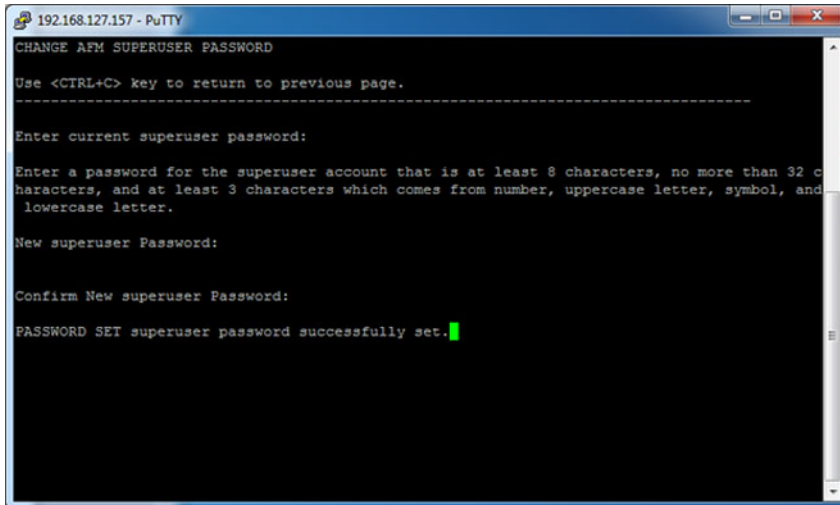 192.168.127.157 - PuTTY
CHANGE AFM SUPERUSER PASSWORD
Use <CTRL+C> key to return to previous page.
--------------------------------------------------------------------------------
Enter current superuser password:
Enter a password for the superuser account that is at least 8 characters, no more than 32 c
haracters, and at least 3 characters which comes from number, uppercase letter, symbol, and
lowercase letter.
New superuser Password:
Confirm New superuser Password:
PASSWORD SET superuser password successfully set.